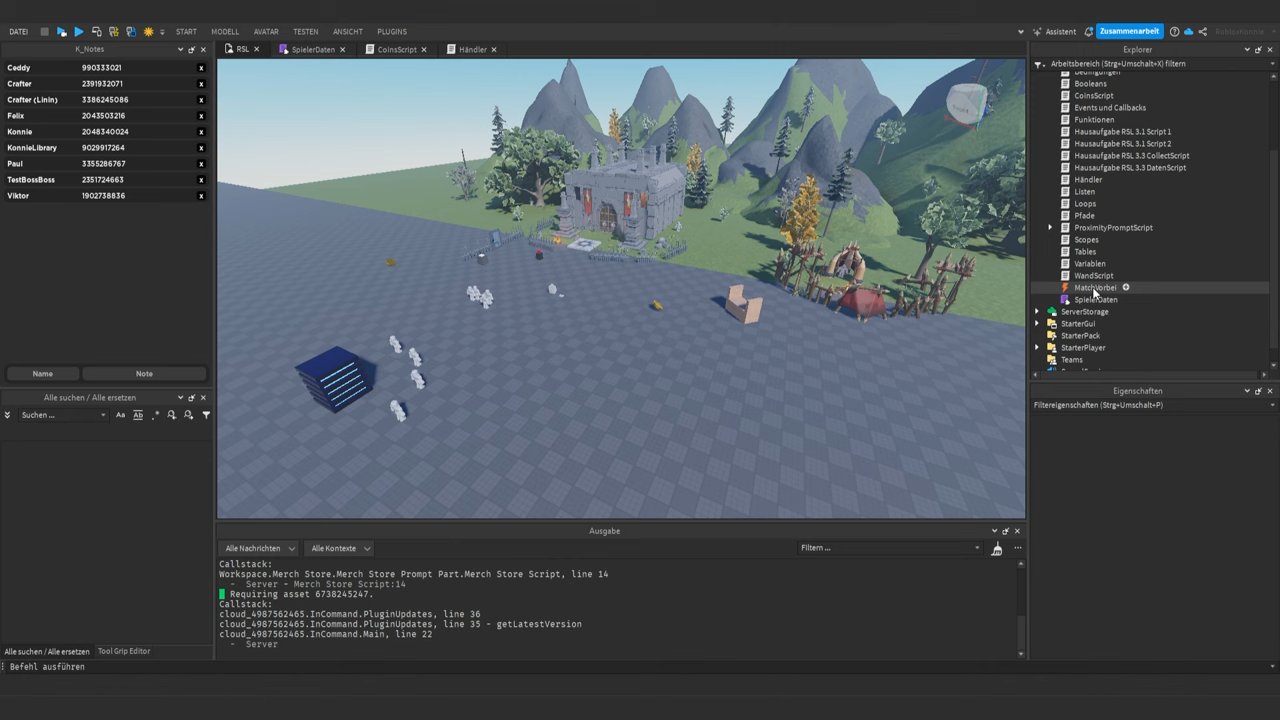 DATEI
START
MODELL
AVATAR
TESTEN
ANSICHT
PLUGINS
Assistent
Zusammenarbeit
K_Notes
RSL
SpielerDaten
CoinsScript
Händler
Explorer
Arbeitsbereich (Strg+Umschalt+X) filtern
Ceddy 990333021
Crafter 2391932071
Crafter (Linin) 3386245086
Felix 2043503216
Konnie 2048340024
KonnieLibrary 9029917264
Paul 3355286767
TestBossBoss 2351724663
Viktor 1902738836
Name
Note
Alle suchen / Alle ersetzen
Suchen ...
Aa
Ab
Alle suchen / Alle ersetzen
Tool Grip Editor
Bedingungen
Booleans
CoinsScript
Events und Callbacks
Funktionen
Hausaufgabe RSL 3.1 Script 1
Hausaufgabe RSL 3.1 Script 2
Hausaufgabe RSL 3.3 CollectScript
Hausaufgabe RSL 3.3 DatenScript
Händler
Listen
Loops
Pfade
ProximityPromptScript
Scopes
Tables
Variablen
WandScript
MatchVorbei
SpielerDaten
ServerStorage
StarterGui
StarterPack
StarterPlayer
Teams
Eigenschaften
Filtereigenschaften (Strg+Umschalt+P)
Ausgabe
Alle Nachrichten
Alle Kontexte
Filtern ...
Callstack:
Workspace.Merch Store.Merch Store Prompt Part.Merch Store Script, line 14
- Server - Merch Store Script:14
Requiring asset 6738245247.
Callstack:
cloud_4987562465.InCommand.PluginUpdates, line 36
cloud_4987562465.InCommand.PluginUpdates, line 35 - getLatestVersion
cloud_4987562465.InCommand.Main, line 22
- Server
Befehl ausführen